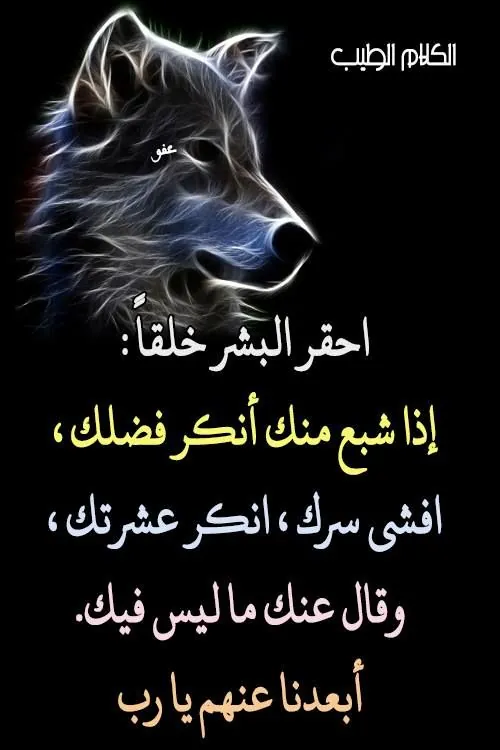 الكلام الطيب
عفو
احقر البشر خلقاً :
إذا شبع منك أنكر فضلك ،
افشى سرك ، انكر عشرتك ،
وقال عنك ما ليس فيك.
أبعدنا عنهم يا رب